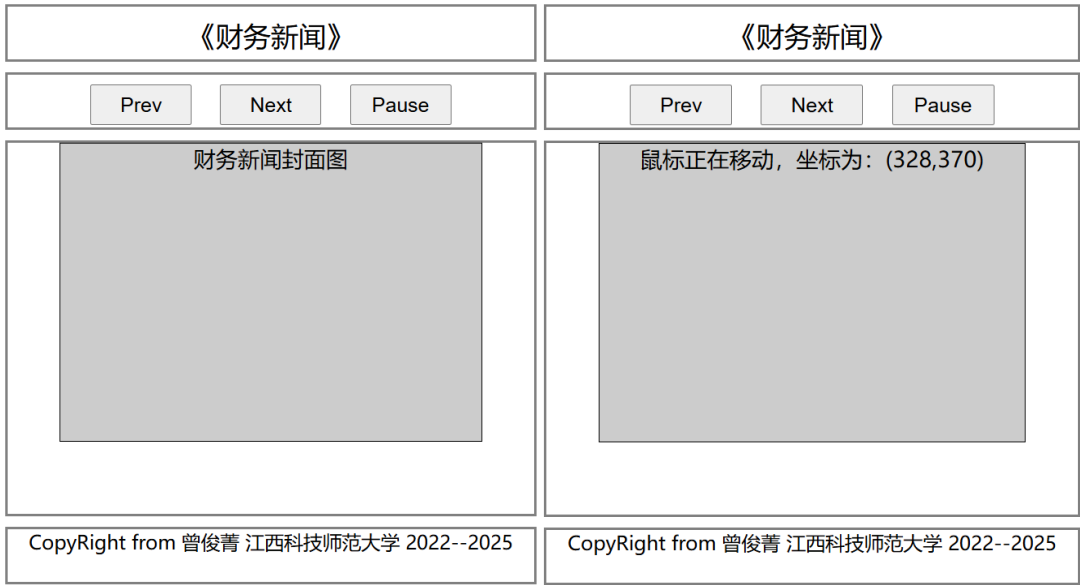 《财务新闻》
Prev Next Pause
财务新闻封面图
CopyRight from 曾俊菁 江西科技师范大学 2022--2025
《财务新闻》
Prev Next Pause
鼠标正在移动，坐标为：(328,370)
CopyRight from 曾俊菁 江西科技师范大学 2022--2025